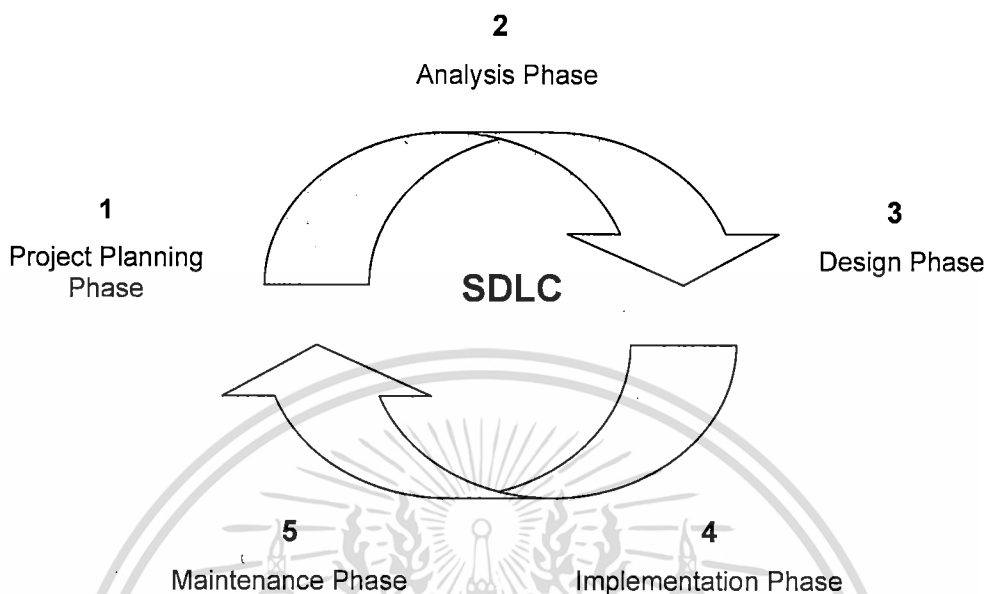 2
Analysis Phase
1
Project Planning
Phase
3
Design Phase
SDLC
5
Maintenance Phase
4
Implementation Phase